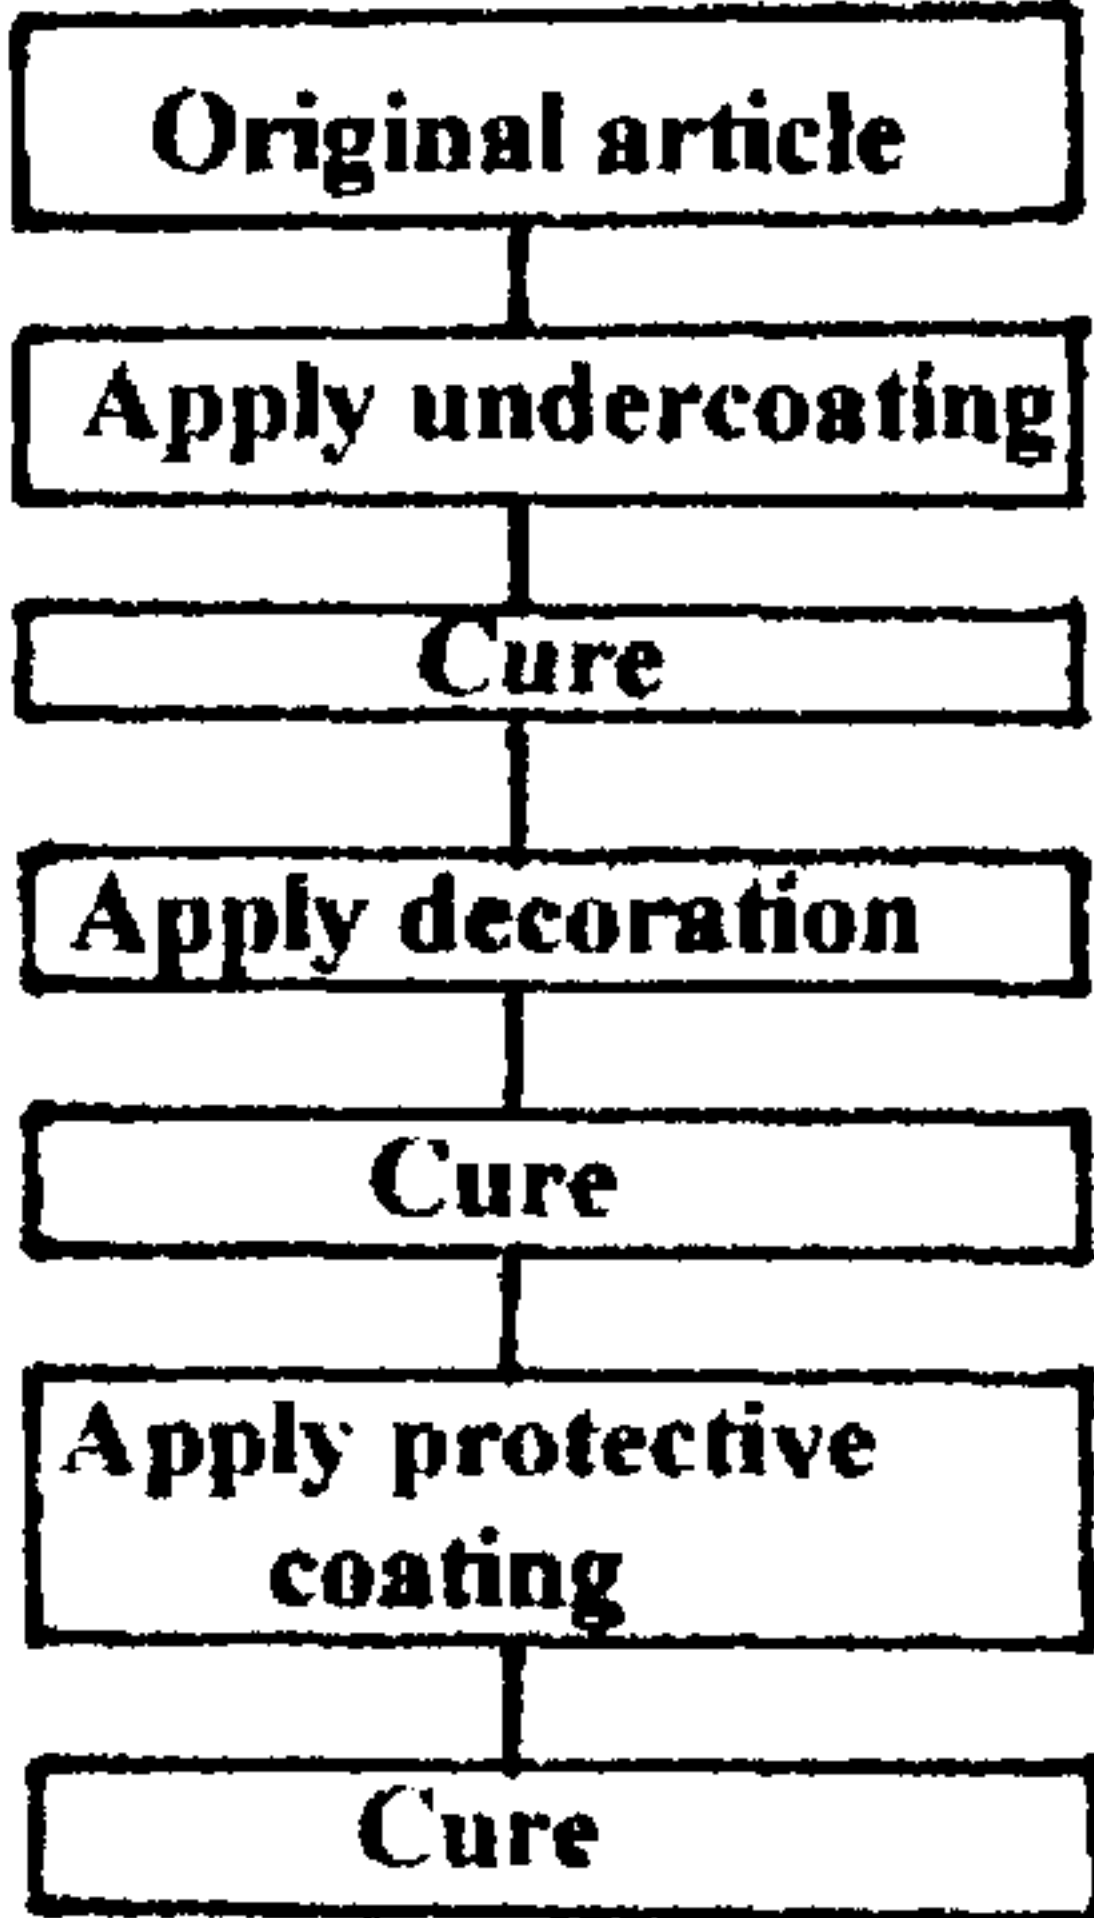 Original article
Apply undercoating
Cure
Apply decoration
Cure
Apply protective
coating
Cure